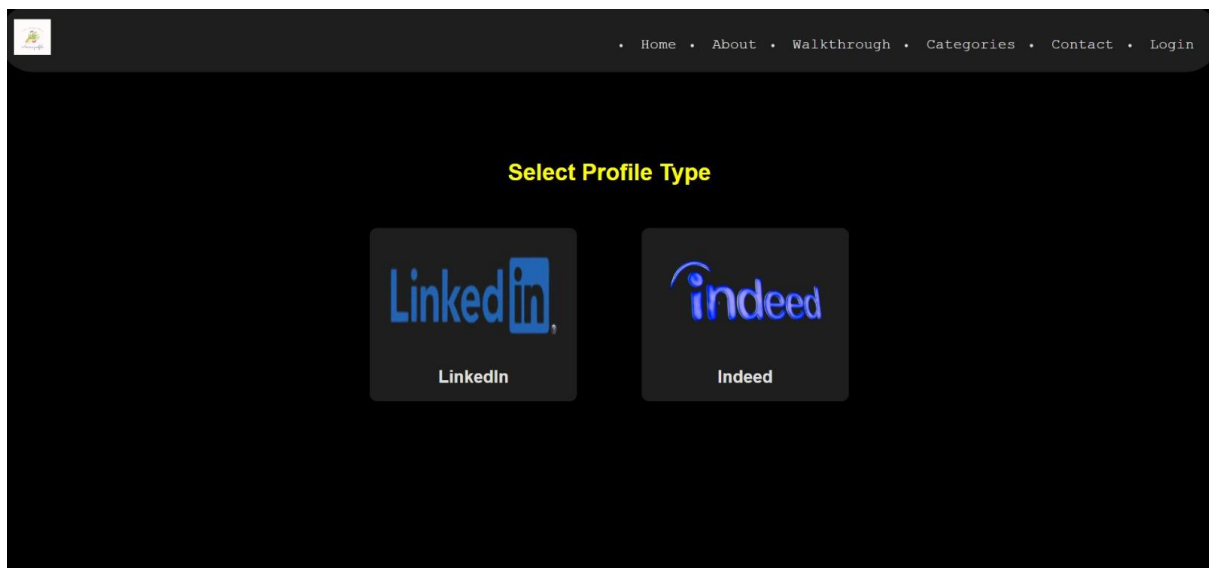 • Home • About • Walkthrough • Categories • Contact • Login
Select Profile Type
Linkedin
indeed
LinkedIn
Indeed